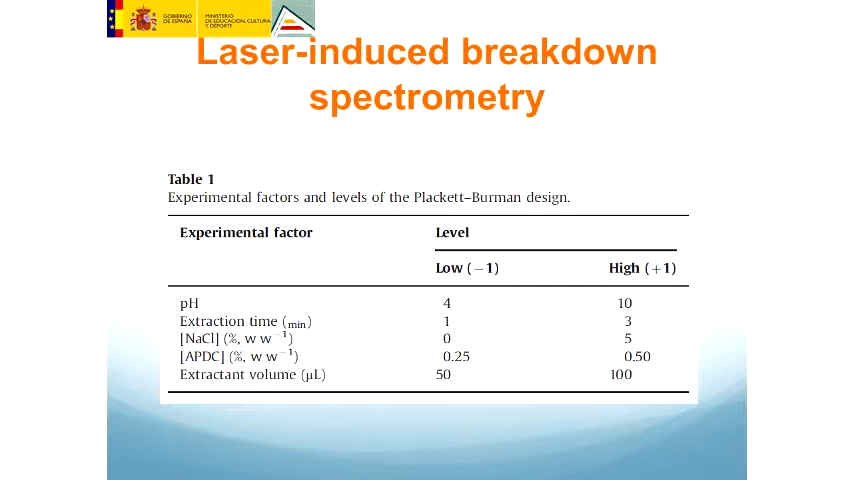 GOBIERNO
DE ESPAÑA
MINISTERIO
DE EDUCACIÓN, CULTURA
Y DEPORTE
Laser-induced breakdown
spectrometry
Table 1
Experimental factors and levels of the Plackett–Burman design.
Experimental factor Level
Low (−1) High (+1)
pH 4 10
Extraction time (min) 1 3
[NaCl] (%, w w⁻¹) 0 5
[APDC] (%, w w⁻¹) 0.25 0.50
Extractant volume (μL) 50 100